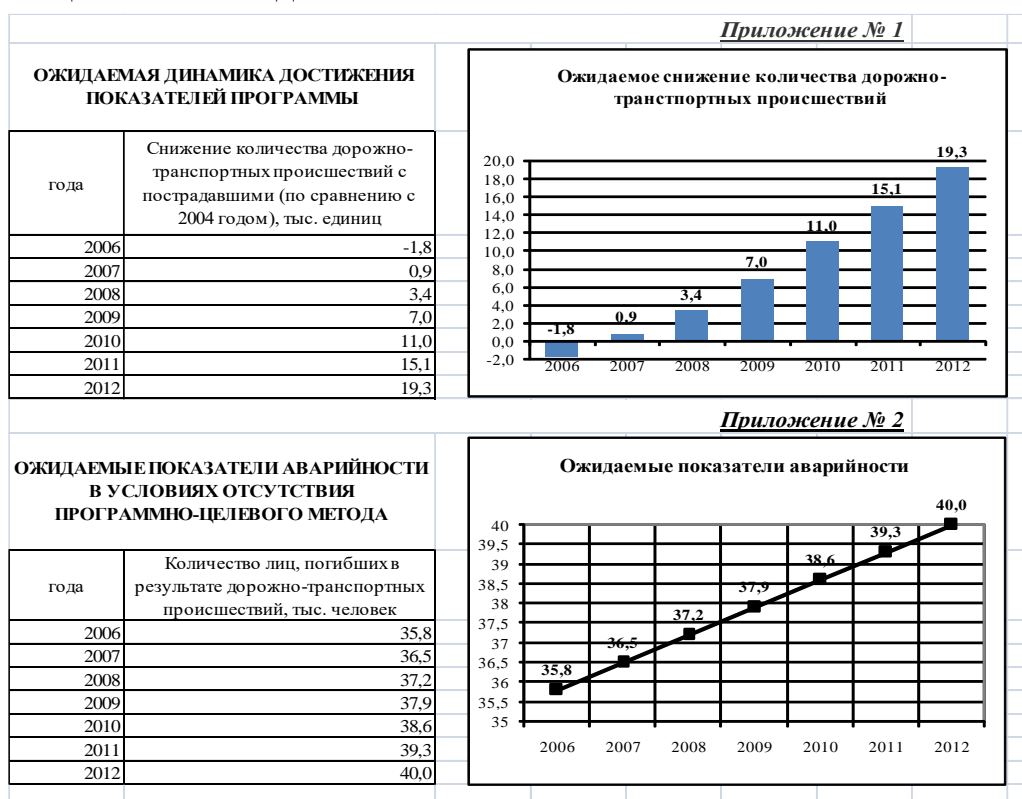 Приложение № 1
ОЖИДАЕМАЯ ДИНАМИКА ДОСТИЖЕНИЯ
ПОКАЗАТЕЛЕЙ ПРОГРАММЫ
года
Снижение количества дорожно-
транспортных происшествий с
пострадавшими (по сравнению с
2004 годом), тыс. единиц
2006 -1,8
2007 0,9
2008 3,4
2009 7,0
2010 11,0
2011 15,1
2012 19,3
Ожидаемое снижение количества дорожно-
транстпортных происшествий
20,0
18,0
16,0
14,0
12,0
10,0
8,0
6,0
4,0
2,0
0,0
-2,0
-1,8
0,9
3,4
7,0
11,0
15,1
19,3
2006 2007 2008 2009 2010 2011 2012
Приложение № 2
ОЖИДАЕМЫЕ ПОКАЗАТЕЛИ АВАРИЙНОСТИ
В УСЛОВИЯХ ОТСУТСТВИЯ
ПРОГРАММНО-ЦЕЛЕВОГО МЕТОДА
года
Количество лиц, погибших в
результате дорожно-транспортных
происшествий, тыс. человек
2006 35,8
2007 36,5
2008 37,2
2009 37,9
2010 38,6
2011 39,3
2012 40,0
Ожидаемые показатели аварийности
40
39,5
39
38,5
38
37,5
37
36,5
36
35,5
35
35,8
36,5
37,2
37,9
38,6
39,3
40,0
2006 2007 2008 2009 2010 2011 2012